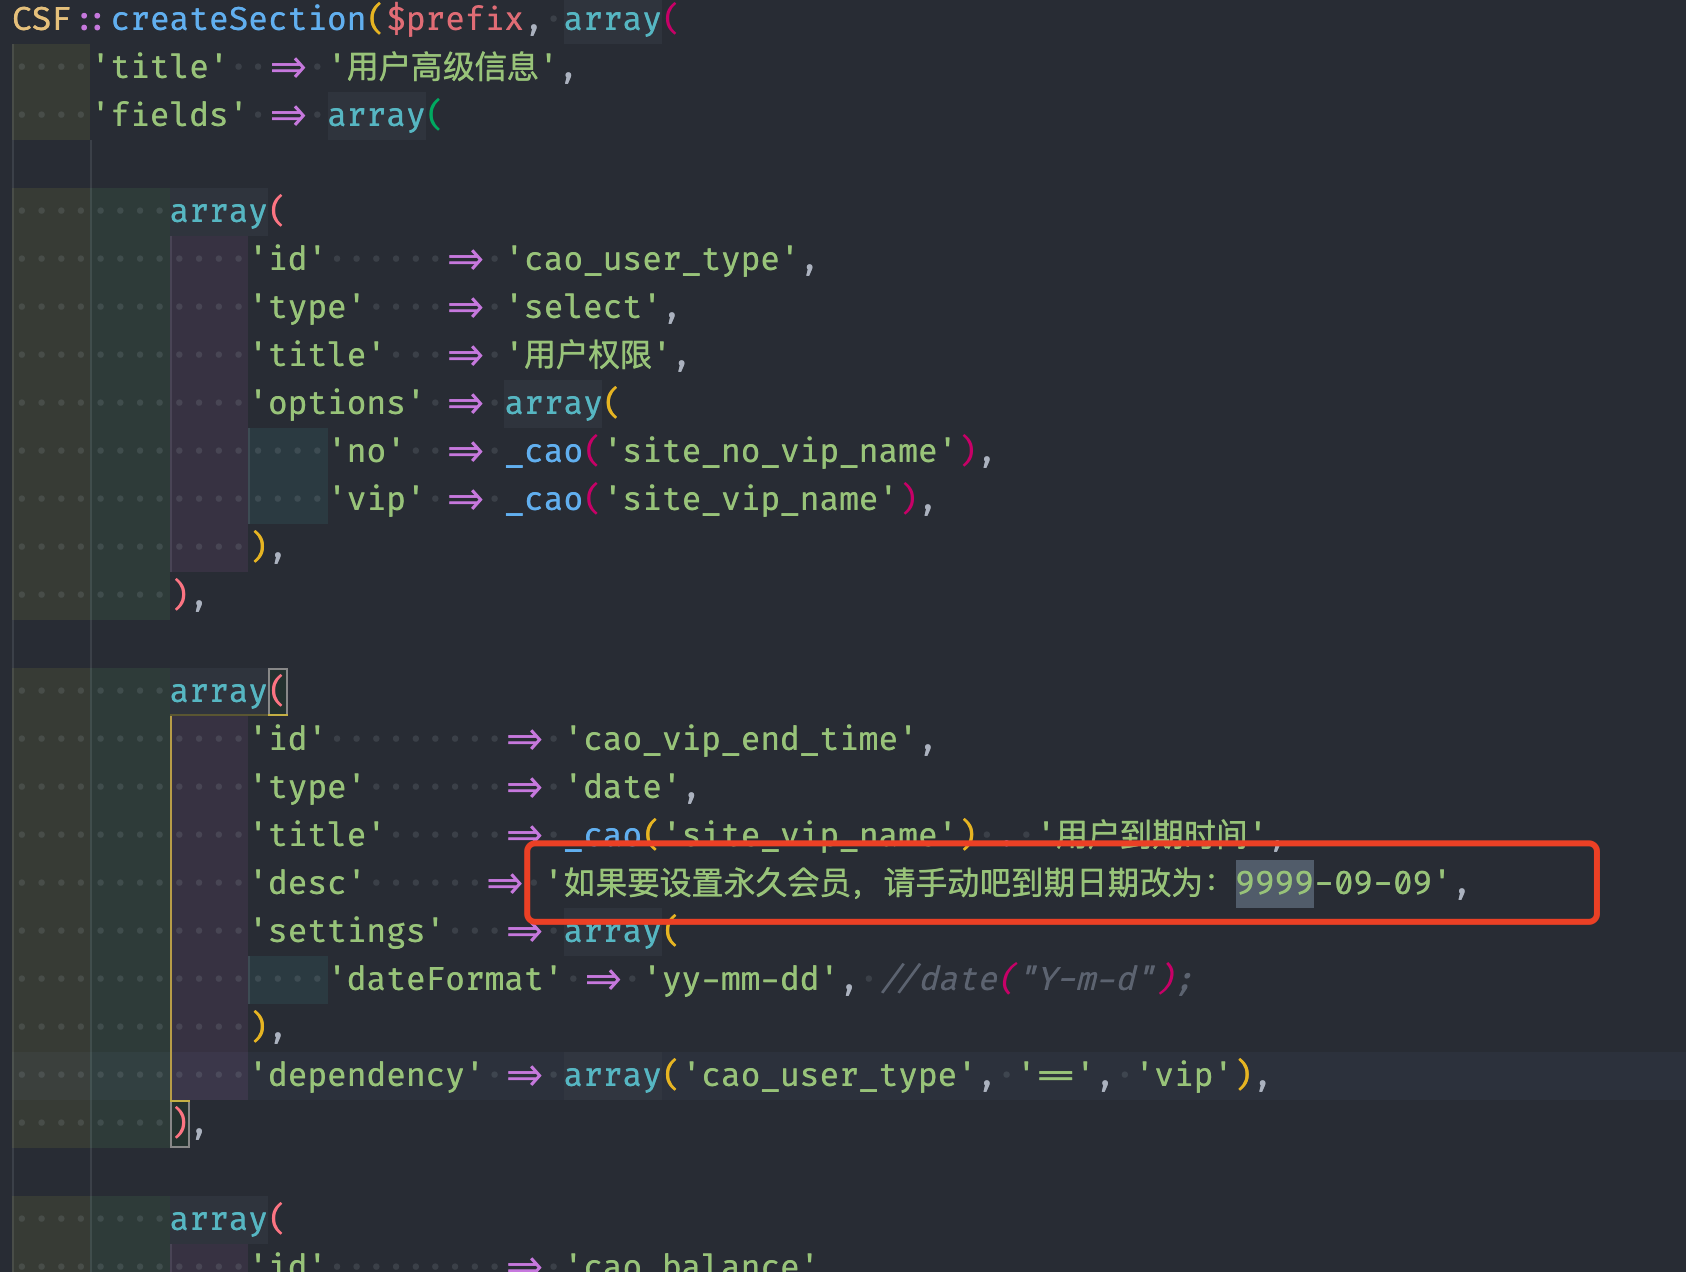 CSF::createSection($prefix, array(
'title' => '用户高级信息',
'fields' => array(
array(
'id' => 'cao_user_type',
'type' => 'select',
'title' => '用户权限',
'options' => array(
'no' => _cao('site_no_vip_name'),
'vip' => _cao('site_vip_name'),
),
),
array(
'id' => 'cao_vip_end_time',
'type' => 'date',
'title' => _cao('site_vip_name') . '用户到期时间',
'desc' => '如果要设置永久会员，请手动吧到期日期改为：9999-09-09',
'settings' => array(
'dateFormat' => 'yy-mm-dd', //date("Y-m-d");
),
'dependency' => array('cao_user_type', '==', 'vip'),
),
array(
'id' => 'cao_balance'